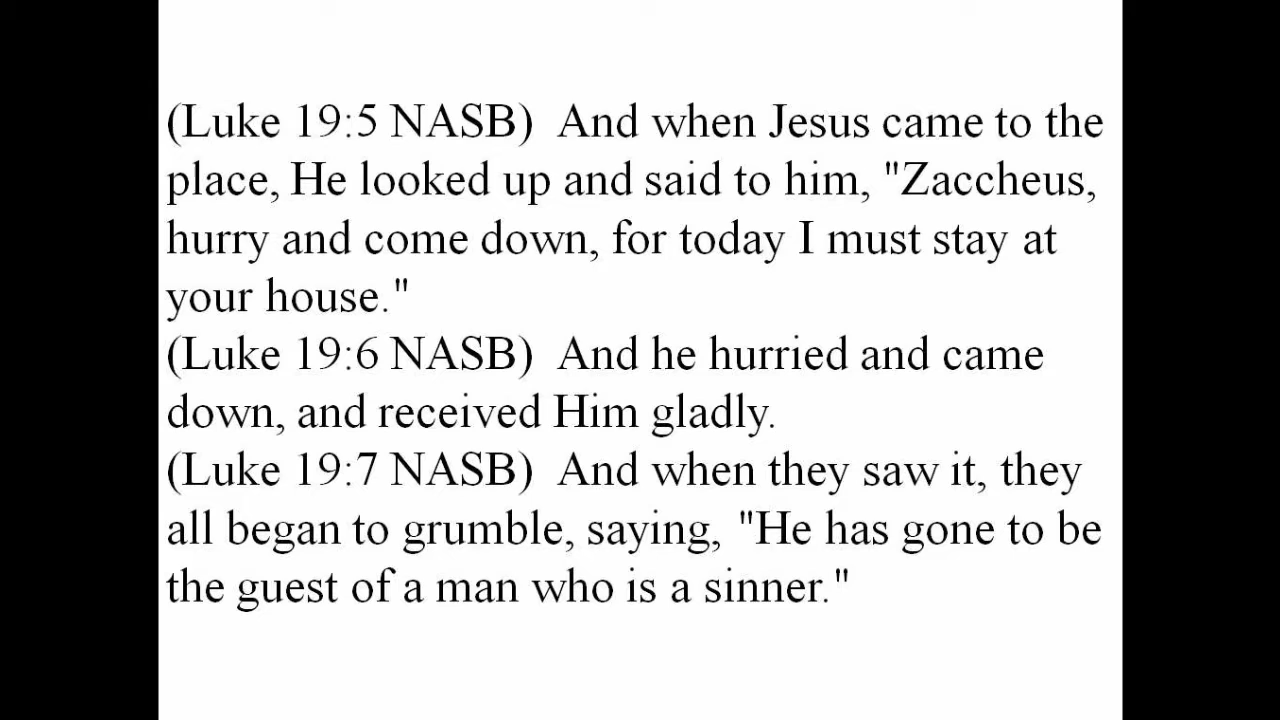 (Luke 19:5 NASB)  And when Jesus came to the
place, He looked up and said to him, "Zaccheus,
hurry and come down, for today I must stay at
your house."
(Luke 19:6 NASB)  And he hurried and came
down, and received Him gladly.
(Luke 19:7 NASB)  And when they saw it, they
all began to grumble, saying, "He has gone to be
the guest of a man who is a sinner."